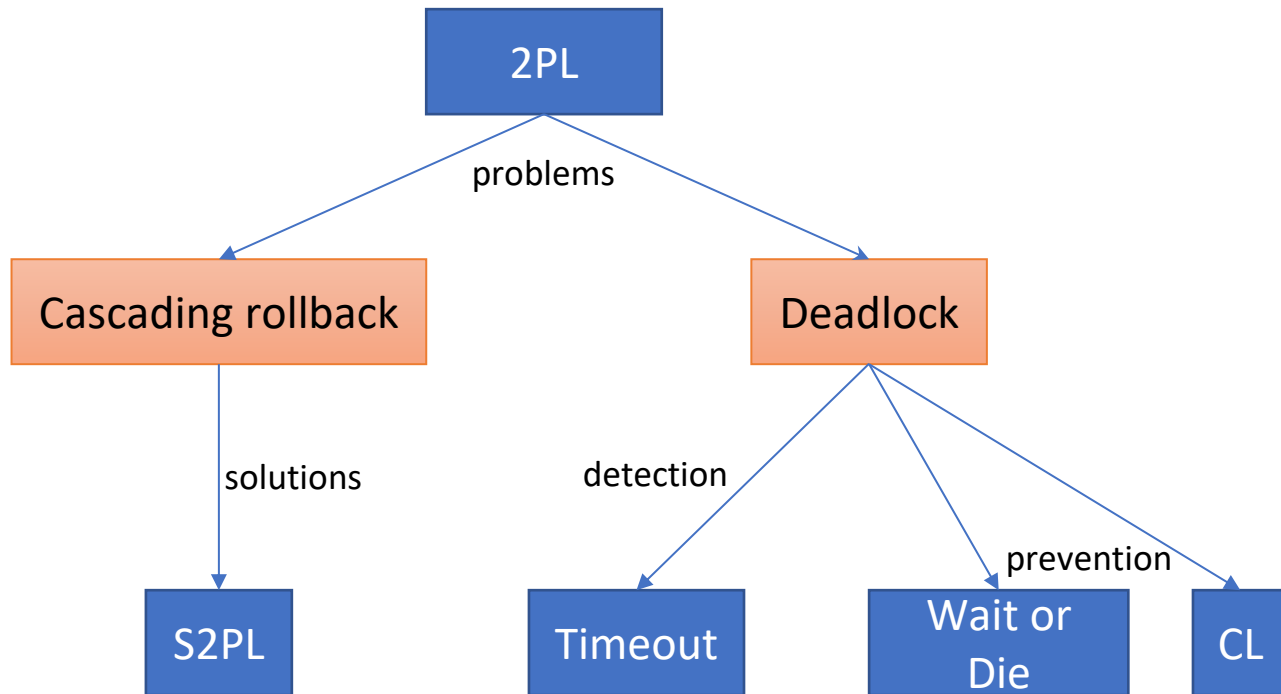 2PL
problems
Cascading rollback
Deadlock
solutions
detection
prevention
S2PL
Timeout
Wait or
Die
CL